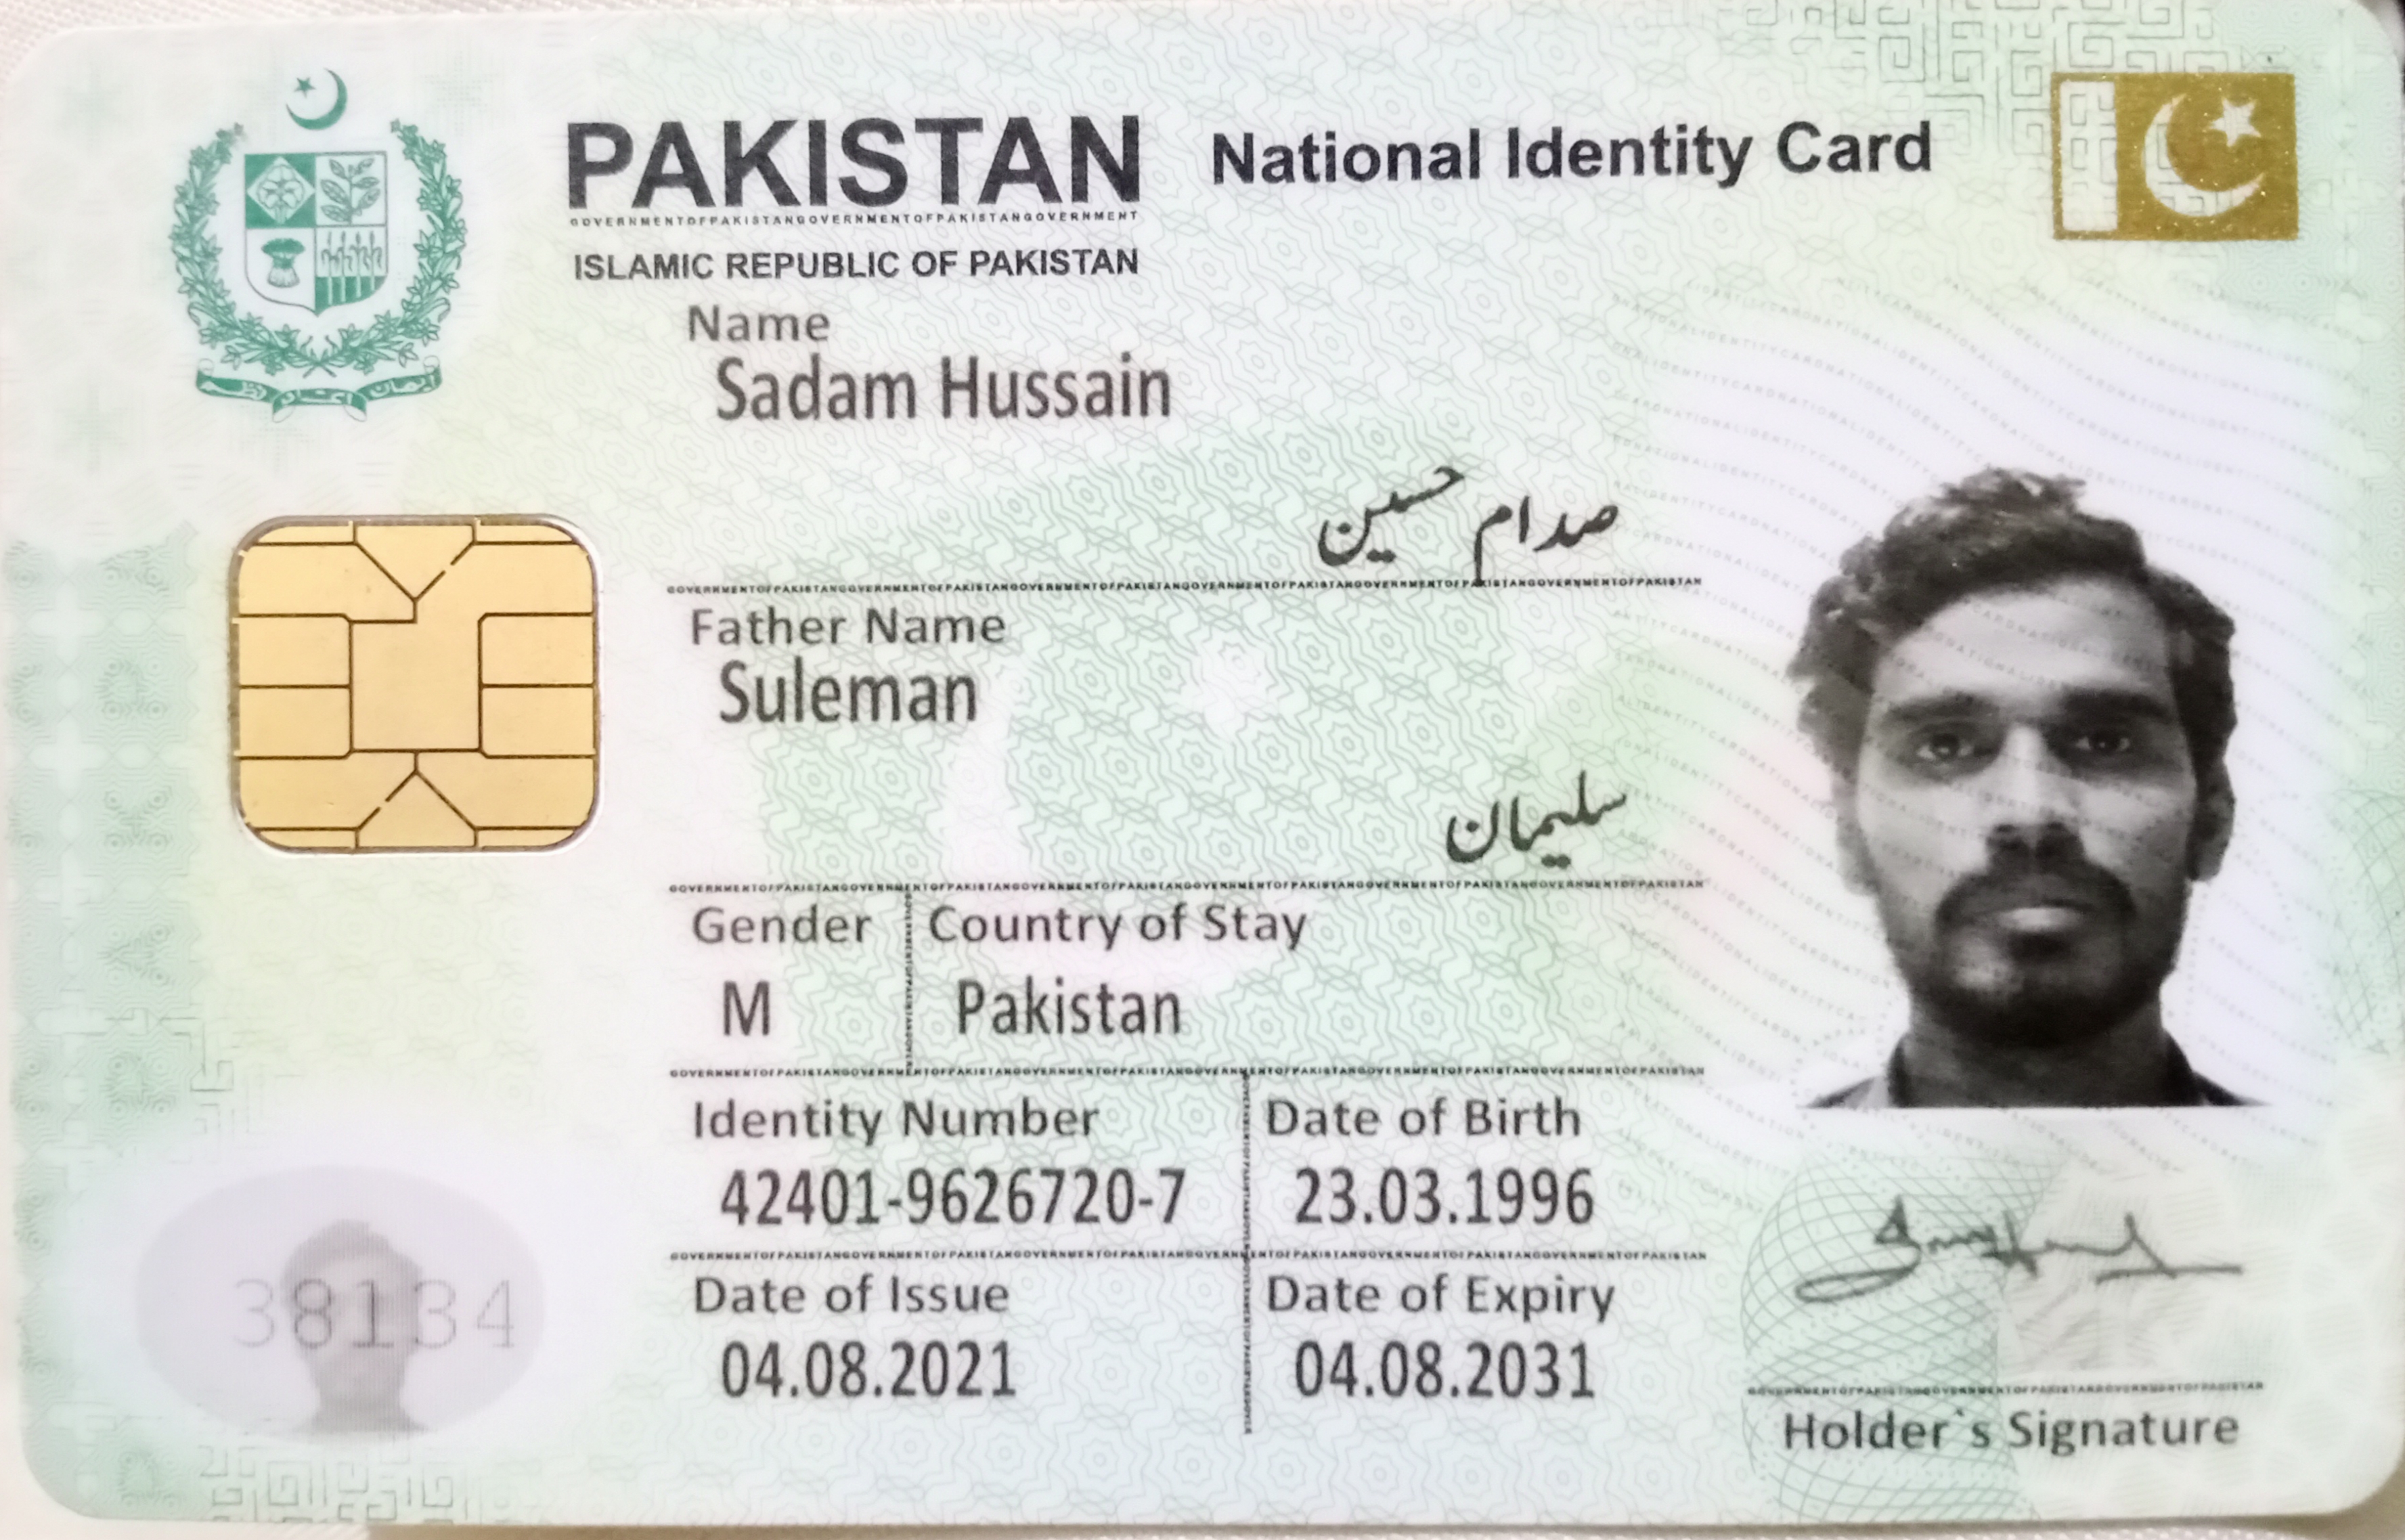 PAKISTAN National Identity Card
GOVERNMENTOFPAKISTANGOVERNMENTOFPAKISTANGOVERNMENT
ISLAMIC REPUBLIC OF PAKISTAN
Name
Sadam Hussain
صدام حسین
Father Name
Suleman
سلیمان
Gender Country of Stay
M Pakistan
Identity Number Date of Birth
42401-9626720-7 23.03.1996
Date of Issue Date of Expiry
04.08.2021 04.08.2031
38134
Holder`s Signature